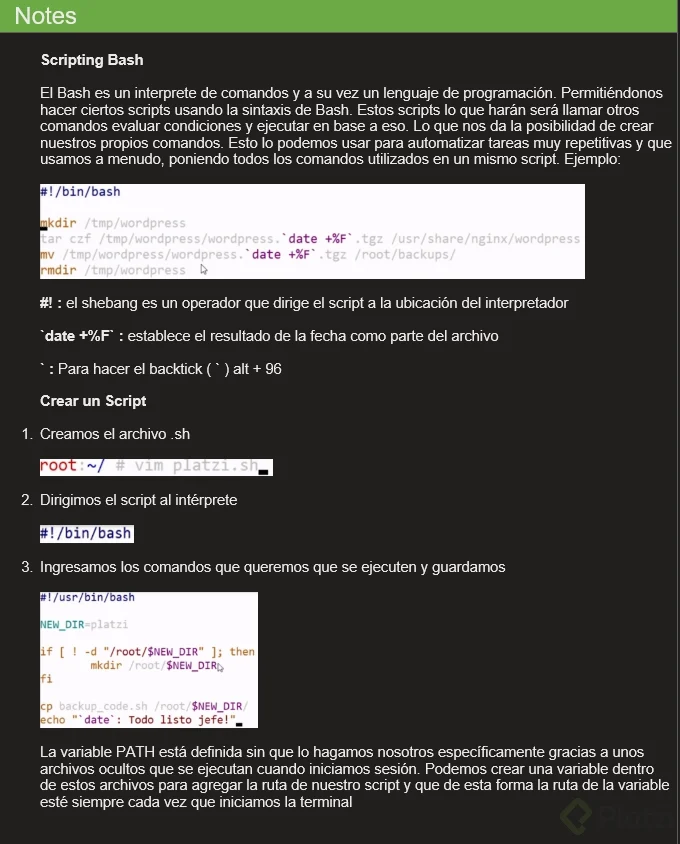 Notes
Scripting Bash
El Bash es un interprete de comandos y a su vez un lenguaje de programación. Permitiéndonos
hacer ciertos scripts usando la sintaxis de Bash. Estos scripts lo que harán será llamar otros
comandos evaluar condiciones y ejecutar en base a eso. Lo que nos da la posibilidad de crear
nuestros propios comandos. Esto lo podemos usar para automatizar tareas muy repetitivas y que
usamos a menudo, poniendo todos los comandos utilizados en un mismo script. Ejemplo:
#!/bin/bash
mkdir /tmp/wordpress
tar czf /tmp/wordpress/wordpress.`date +%F`.tgz /usr/share/nginx/wordpress
mv /tmp/wordpress/wordpress.`date +%F`.tgz /root/backups/
rmdir /tmp/wordpress
#! : el shebang es un operador que dirige el script a la ubicación del interpretador
`date +%F` : establece el resultado de la fecha como parte del archivo
` : Para hacer el backtick ( ` ) alt + 96
Crear un Script
1. Creamos el archivo .sh
root:~/ # vim platzi.sh
2. Dirigimos el script al intérprete
#!/bin/bash
3. Ingresamos los comandos que queremos que se ejecuten y guardamos
#!/usr/bin/bash
NEW_DIR=platzi
if [ ! -d "/root/$NEW_DIR" ]; then
mkdir /root/$NEW_DIR
fi
cp backup_code.sh /root/$NEW_DIR/
echo "`date`: Todo listo jefe!"
La variable PATH está definida sin que lo hagamos nosotros específicamente gracias a unos
archivos ocultos que se ejecutan cuando iniciamos sesión. Podemos crear una variable dentro
de estos archivos para agregar la ruta de nuestro script y que de esta forma la ruta de la variable
esté siempre cada vez que iniciamos la terminal
Platzi